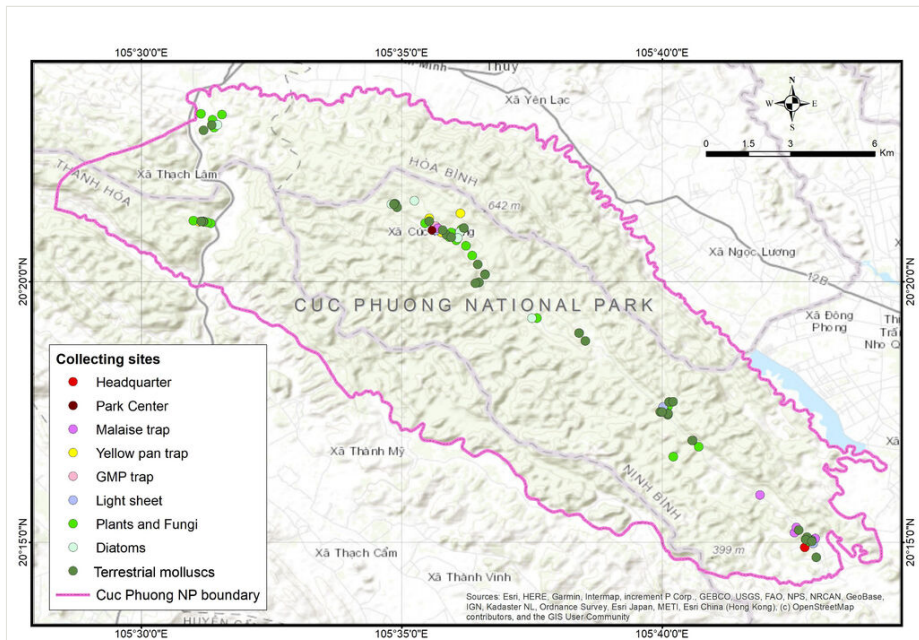 105°30'0"E 105°35'0"E 105°40'0"E
Minh Thủy
Xã Yên Lạc
N
W E
S
0 1.5 3 6
Km
HÒA BÌNH
THANH HÓA
Xã Thạch Lâm
642 m
Xã Ngọc Lương
12B
20°20'0"N 20°20'0"N
CUC PHUONG NATIONAL PARK
Xã Đông
Phong
Nho Q
Collecting sites
Headquarter
Park Center
Malaise trap
Yellow pan trap
GMP trap
Light sheet
Plants and Fungi
Diatoms
Terrestrial molluscs
Cuc Phuong NP boundary
Xã Thành Mỹ
NINH BÌNH
20°15'0"N 20°15'0"N
399 m
Xã Thạch Cẩm
Xã Thành Vinh
Sources: Esri, HERE, Garmin, Intermap, increment P Corp., GEBCO, USGS, FAO, NPS, NRCAN, GeoBase,
IGN, Kadaster NL, Ordnance Survey, Esri Japan, METI, Esri China (Hong Kong), (c) OpenStreetMap
contributors, and the GIS User Community